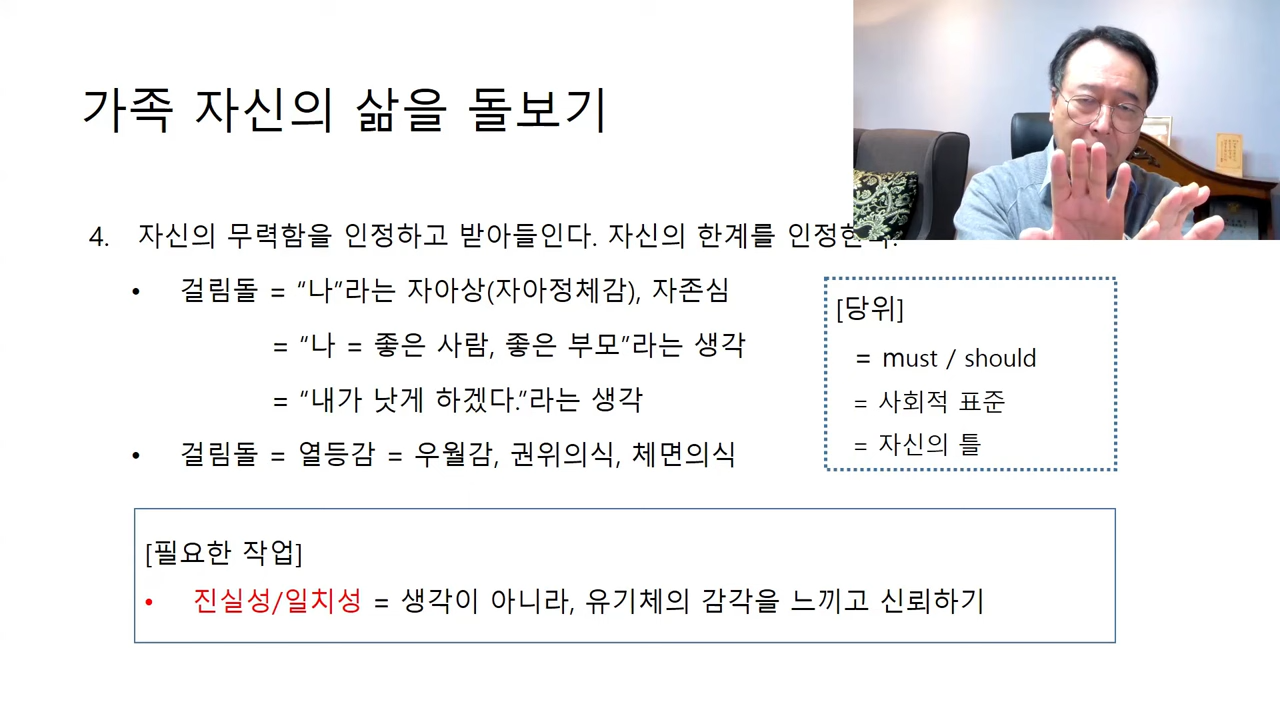 가족 자신의 삶을 돌보기
4. 자신의 무력함을 인정하고 받아들인다. 자신의 한계를
• 걸림돌 = “나”라는 자아상(자아정체감), 자존심
= “나 = 좋은 사람, 좋은 부모”라는 생각
= “내가 낫게 하겠다.”라는 생각
• 걸림돌 = 열등감 = 우월감, 권위의식, 체면의식
[당위]
= must / should
= 사회적 표준
= 자신의 틀
[필요한 작업]
• 진실성/일치성 = 생각이 아니라, 유기체의 감각을 느끼고 신뢰하기